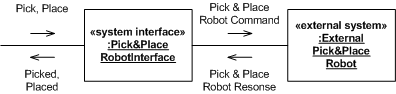 Pick, Place
Picked,
Placed
«system interface»
:Pick&Place
RobotInterface
Pick & Place
Robot Command
Pick & Place
Robot Resonse
«external system»
:External
Pick&Place
Robot